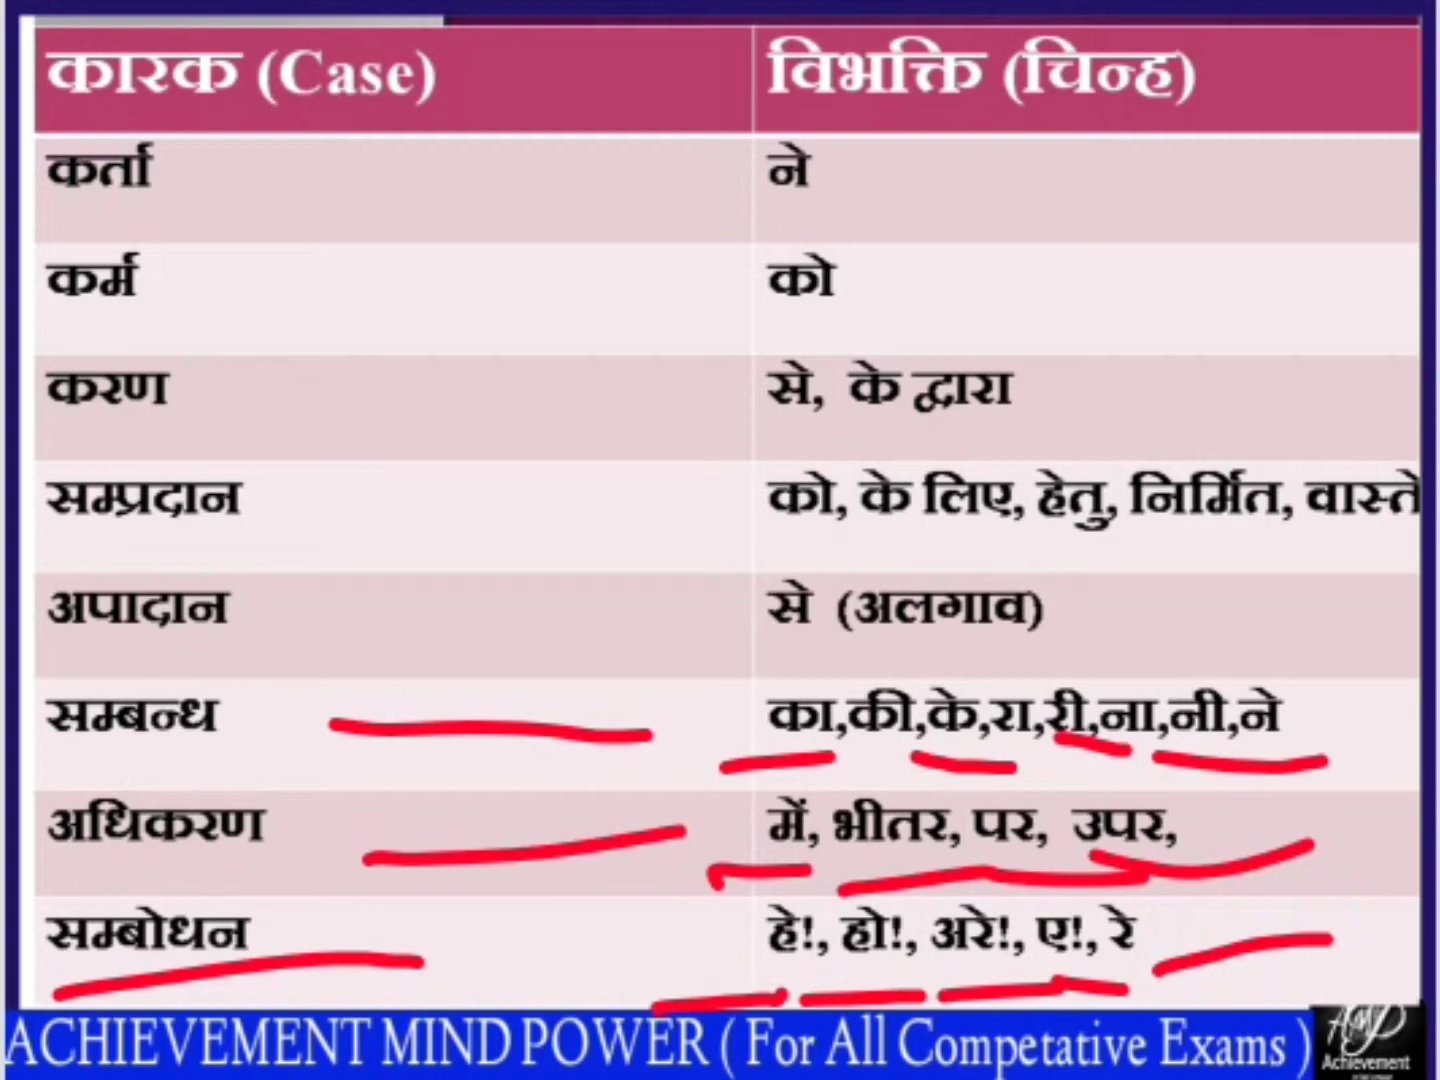 कारक (Case) विभक्ति (चिन्ह)
कर्ता ने
कर्म को
करण से, के द्वारा
सम्प्रदान को, के लिए, हेतु, निर्मित, वास्ते
अपादान से (अलगाव)
सम्बन्ध का,की,के,रा,री,ना,नी,ने
अधिकरण में, भीतर, पर, उपर,
सम्बोधन हे!, हो!, अरे!, ए!, रे
ACHIEVEMENT MIND POWER ( For All Competative Exams )
Achievement